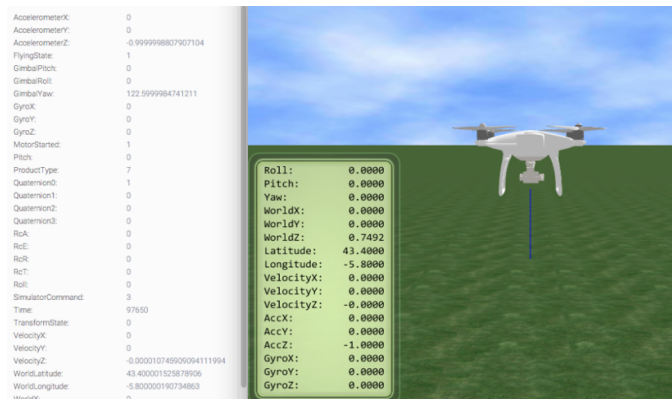 AccelerometerX: 0
AccelerometerY: 0
AccelerometerZ: -0.9999998807907104
FlyingState: 1
GimbalPitch: 0
GimbalRoll: 0
GimbalYaw: 122.5999984741211
GyroX: 0
GyroY: 0
GyroZ: 0
MotorStarted: 1
Pitch: 0
ProductType: 7
Quaternion0: 1
Quaternion1: 0
Quaternion2: 0
Quaternion3: 0
RcA: 0
RcE: 0
RcR: 0
RcT: 0
Roll: 0
SimulatorCommand: 3
Time: 97650
TransformState: 0
VelocityX: 0
VelocityY: 0
VelocityZ: -0.000010745909094111994
WorldLatitude: 43.400001525878906
WorldLongitude: -5.800000190734863
WorldX: 0
Roll: 0.0000
Pitch: 0.0000
Yaw: 0.0000
WorldX: 0.0000
WorldY: 0.0000
WorldZ: 0.7492
Latitude: 43.4000
Longitude: -5.8000
VelocityX: 0.0000
VelocityY: 0.0000
VelocityZ: -0.0000
AccX: 0.0000
AccY: 0.0000
AccZ: -1.0000
GyroX: 0.0000
GyroY: 0.0000
GyroZ: 0.0000